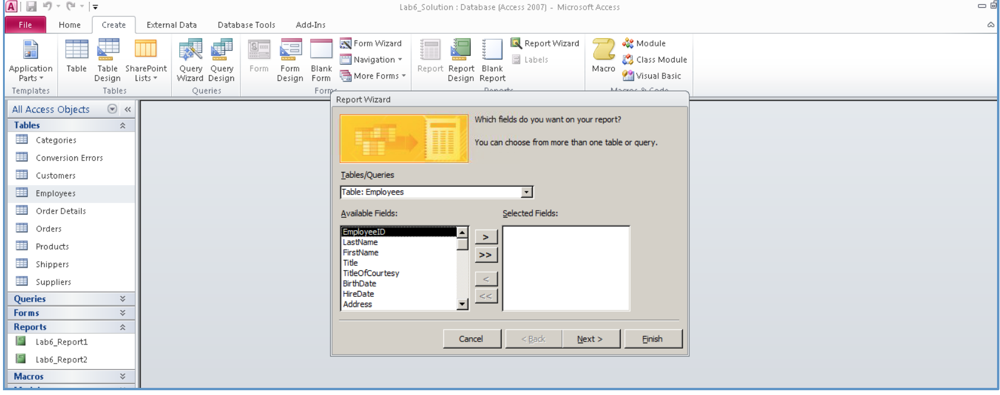 Lab6_Solution : Database (Access 2007) - Microsoft Access
File Home Create External Data Database Tools Add-Ins
Application Parts
Table
Table Design
SharePoint Lists
Query Wizard
Query Design
Form
Form Design
Blank Form
Form Wizard
Navigation
More Forms
Report
Report Design
Blank Report
Report Wizard
Labels
Macro
Module
Class Module
Visual Basic
Templates Tables Queries Forms Reports Macros & Code
All Access Objects
Tables
Categories
Conversion Errors
Customers
Employees
Order Details
Orders
Products
Shippers
Suppliers
Queries
Forms
Reports
Lab6_Report1
Lab6_Report2
Macros
Report Wizard
Which fields do you want on your report?
You can choose from more than one table or query.
Tables/Queries
Table: Employees
Available Fields:
Selected Fields:
EmployeeID
LastName
FirstName
Title
TitleOfCourtesy
BirthDate
HireDate
Address
>
>>
<
<<
Cancel < Back Next > Finish